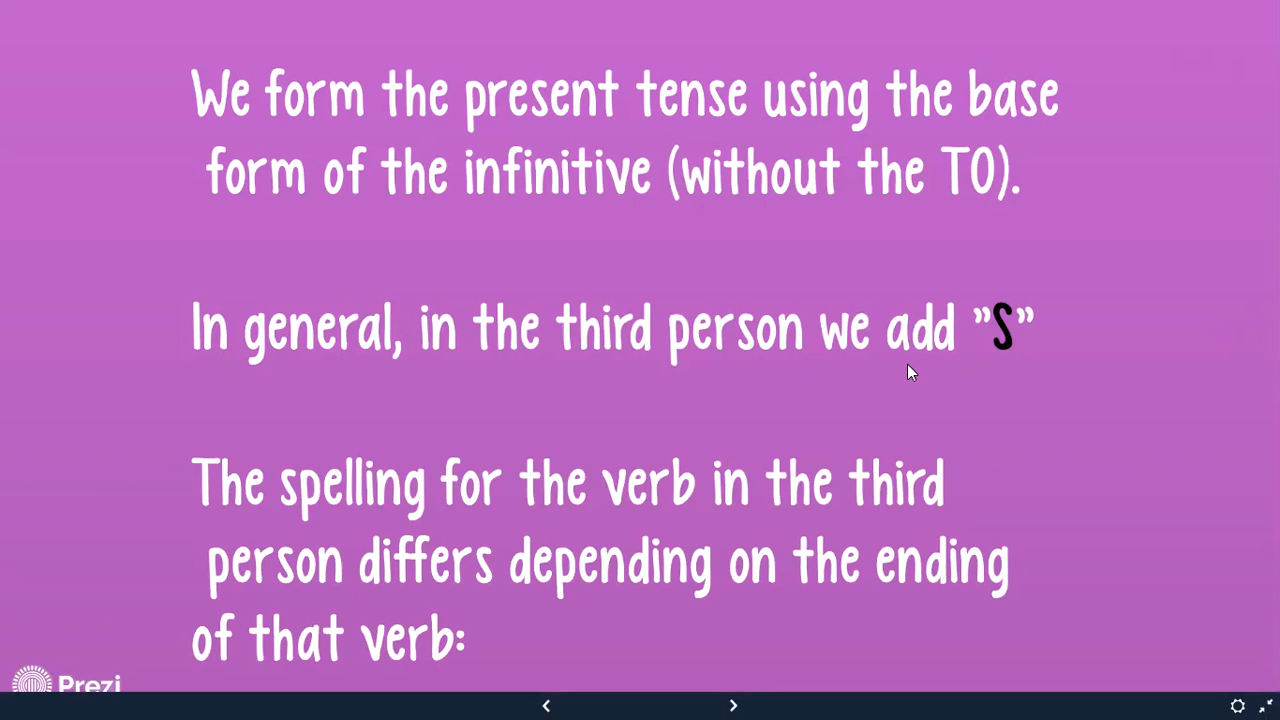 We form the present tense using the base
form of the infinitive (without the TO).
In general, in the third person we add "S"
The spelling for the verb in the third
person differs depending on the ending
of that verb:
Prezi